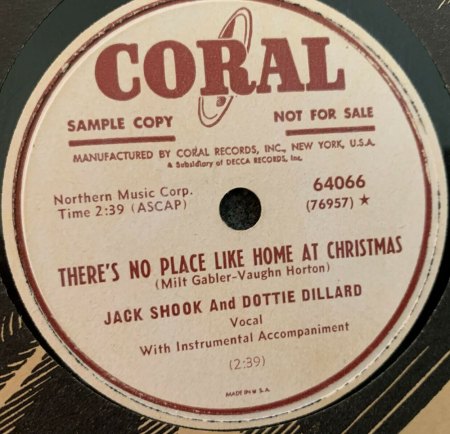 CORAL
SAMPLE COPY NOT FOR SALE
MANUFACTURED BY CORAL RECORDS, INC., NEW YORK, U.S.A.
A Subsidiary of DECCA RECORDS, Inc.
Northern Music Corp.
Time 2:39 (ASCAP)
64066
(76957) ★
THERE'S NO PLACE LIKE HOME AT CHRISTMAS
(Milt Gabler-Vaughn Horton)
JACK SHOOK And DOTTIE DILLARD
Vocal
With Instrumental Accompaniment
(2:39)
MADE IN U.S.A.